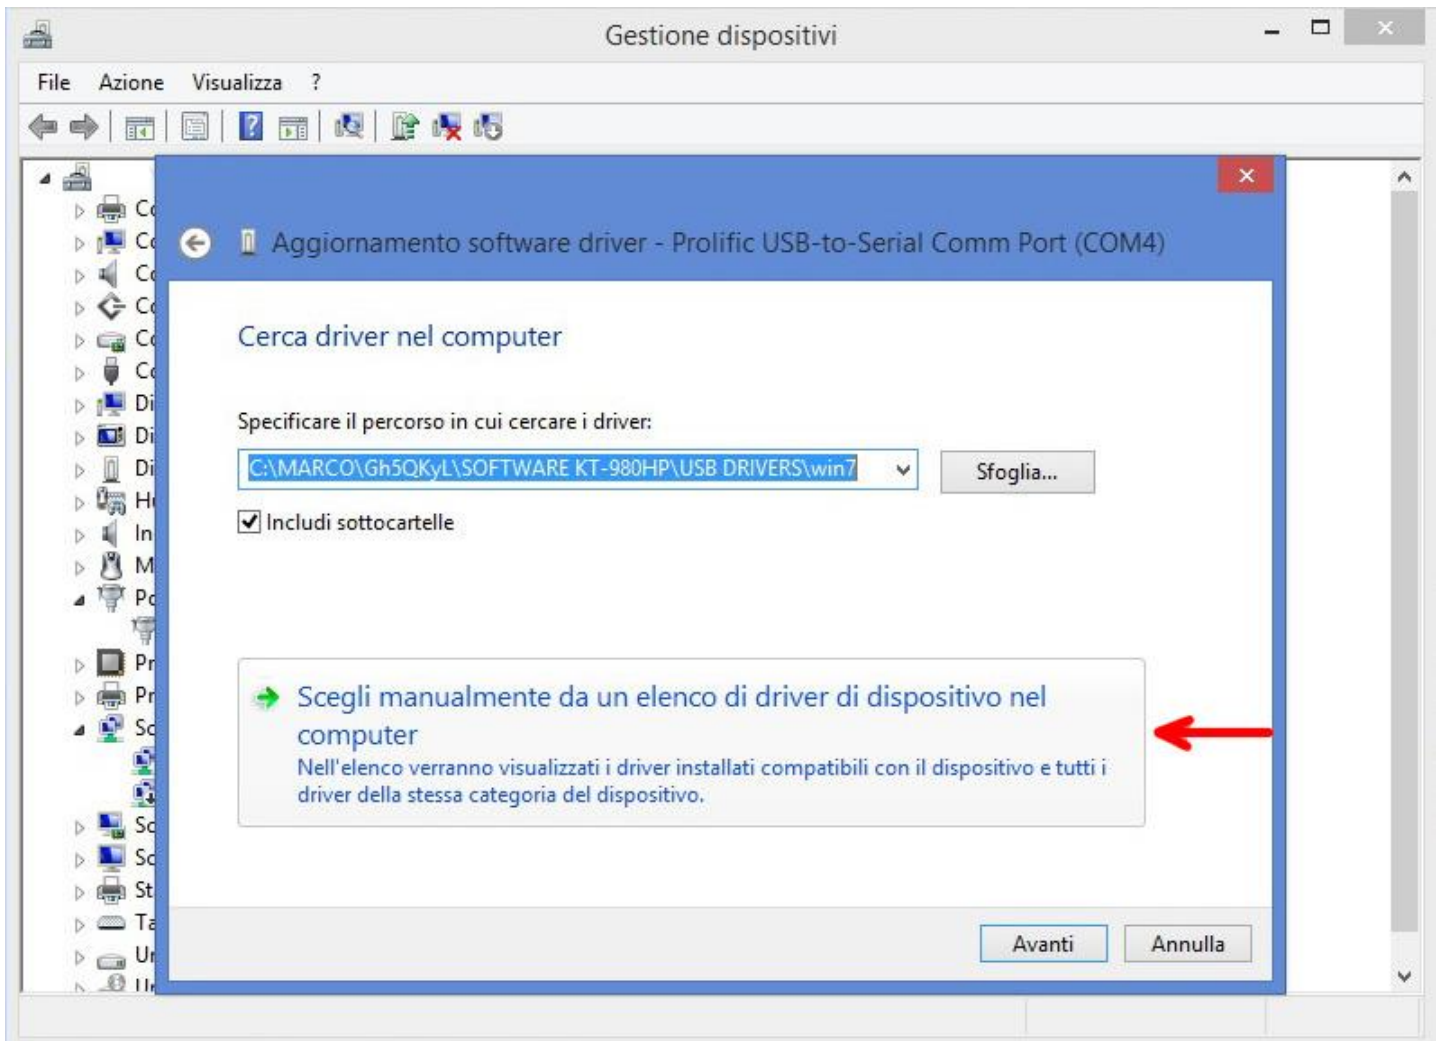 Gestione dispositivi
File Azione Visualizza ?
Aggiornamento software driver - Prolific USB-to-Serial Comm Port (COM4)
Cerca driver nel computer
Specificare il percorso in cui cercare i driver:
C:\MARCO\Gh5QKyL\SOFTWARE KT-980HP\USB DRIVERS\win7
Sfoglia...
Includi sottocartelle
Scegli manualmente da un elenco di driver di dispositivo nel
computer
Nell'elenco verranno visualizzati i driver installati compatibili con il dispositivo e tutti i
driver della stessa categoria del dispositivo.
Avanti Annulla